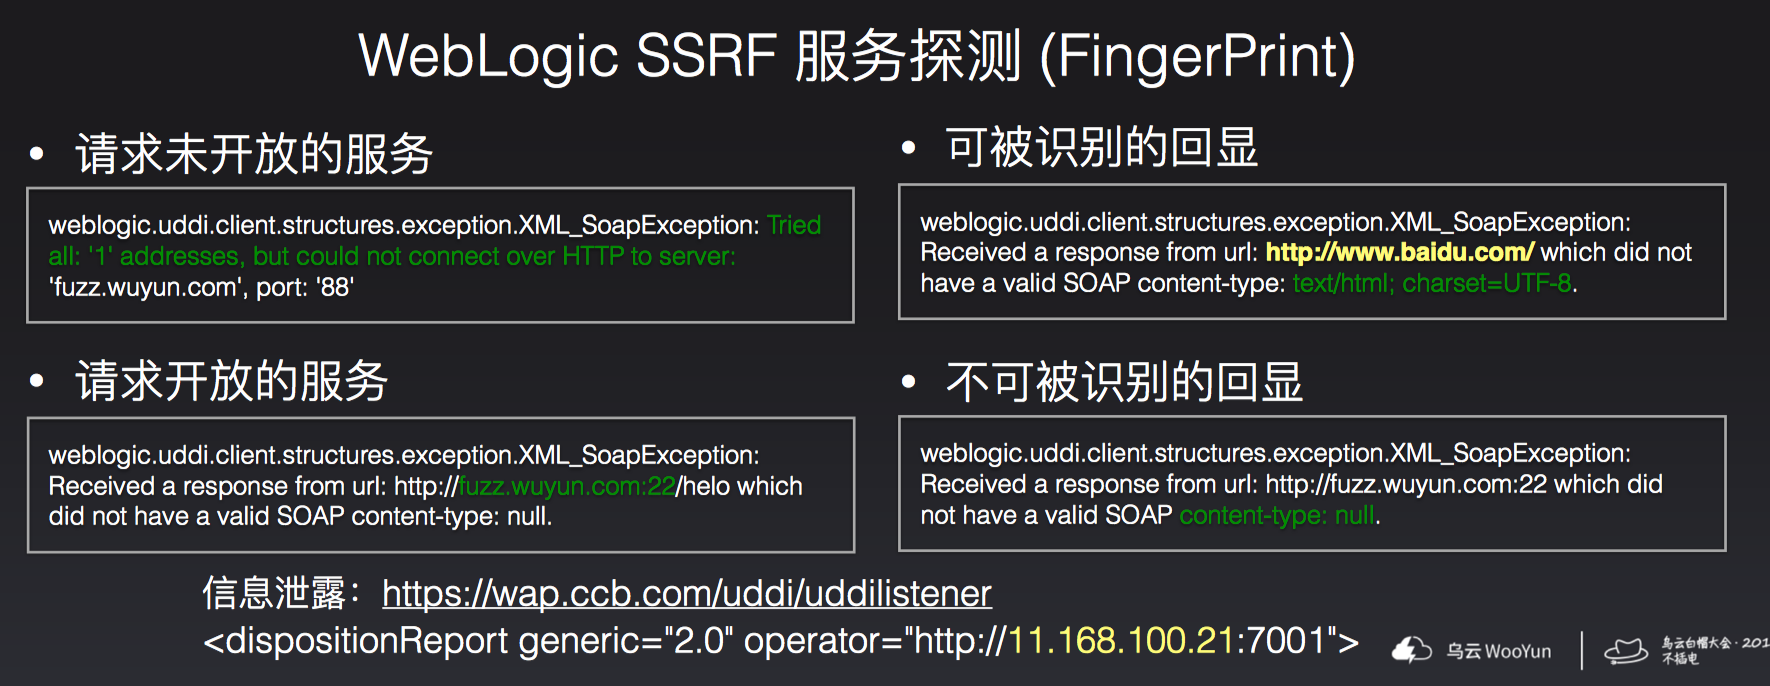 WebLogic SSRF 服务探测 (FingerPrint)
• 请求未开放的服务
weblogic.uddi.client.structures.exception.XML_SoapException: Tried
all: '1' addresses, but could not connect over HTTP to server:
'fuzz.wuyun.com', port: '88'
• 可被识别的回显
weblogic.uddi.client.structures.exception.XML_SoapException:
Received a response from url: http://www.baidu.com/ which did not
have a valid SOAP content-type: text/html; charset=UTF-8.
• 请求开放的服务
weblogic.uddi.client.structures.exception.XML_SoapException:
Received a response from url: http://fuzz.wuyun.com:22/helo which
did not have a valid SOAP content-type: null.
• 不可被识别的回显
weblogic.uddi.client.structures.exception.XML_SoapException:
Received a response from url: http://fuzz.wuyun.com:22 which did
not have a valid SOAP content-type: null.
信息泄露：https://wap.ccb.com/uddi/uddilistener
<dispositionReport generic="2.0" operator="http://11.168.100.21:7001">
乌云 WooYun
乌云白帽大会·201
不插电